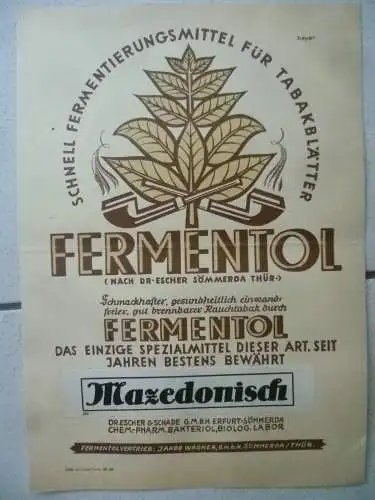 SCHNELL FERMENTIERUNGSMITTEL FÜR TABAKBLÄTTER
FERMENTOL
(NACH DR·ESCHER SÖMMERDA THÜR·)
Schmackhafter, gesundheitlich einwand-
freier, gut brennbarer Rauchtabak durch
FERMENTOL
DAS EINZIGE SPEZIALMITTEL DIESER ART. SEIT
JAHREN BESTENS BEWÄHRT
Mazedonisch
DR.ESCHER & SCHADE G.M.B.H. ERFURT-SÖMMERDA
CHEM.-PHARM. BAKTERIOL, BIOLOG. LABOR
FERMENTOLVERTRIEB: JAKOB WAGNER, G.M.B.H. SÖMMERDA/THÜR.